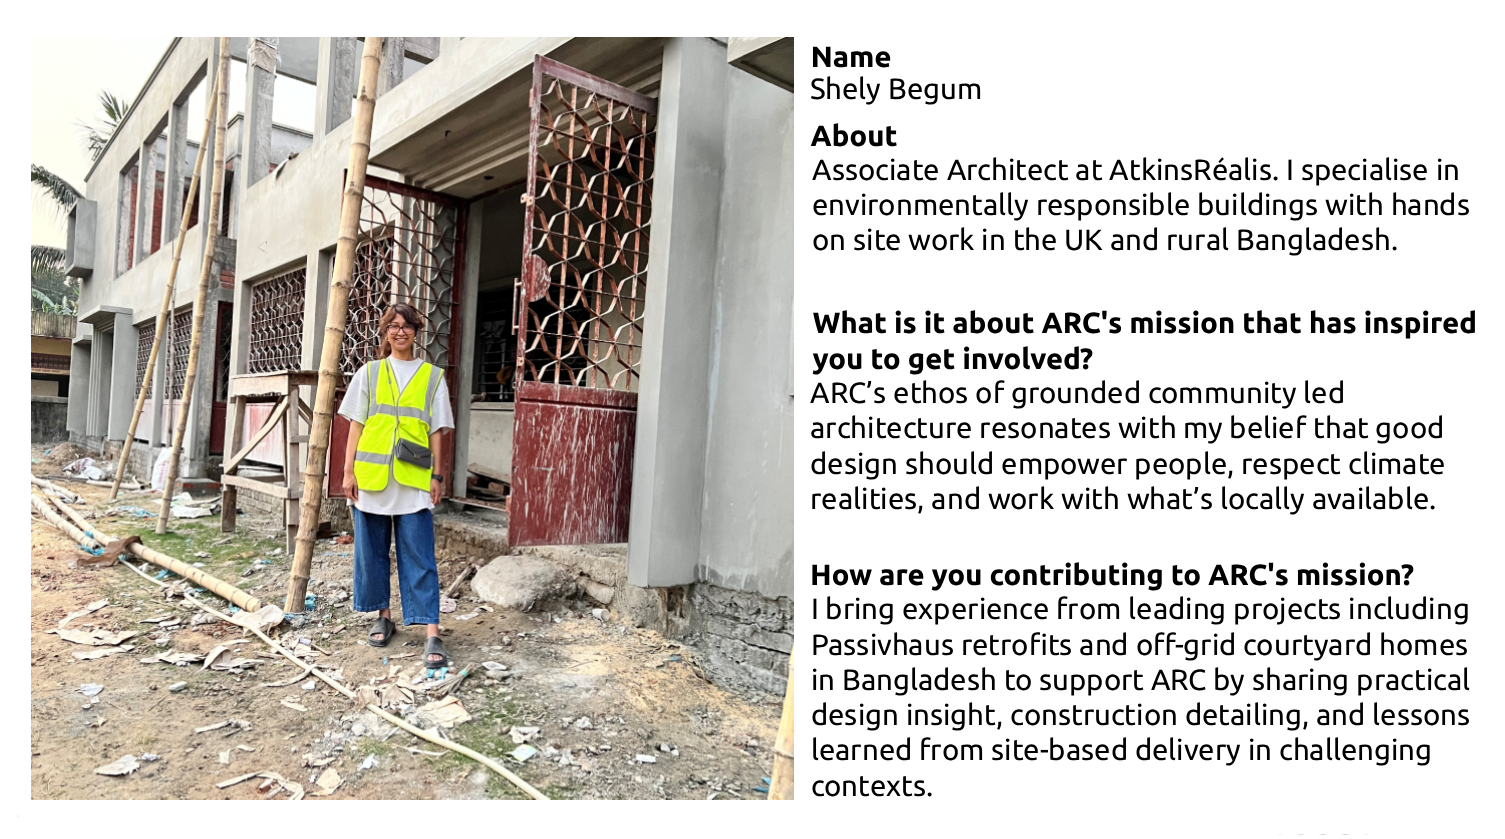 Name
Shely Begum
About
Associate Architect at AtkinsRéalis. I specialise in
environmentally responsible buildings with hands
on site work in the UK and rural Bangladesh.
What is it about ARC's mission that has inspired
you to get involved?
ARC’s ethos of grounded community led
architecture resonates with my belief that good
design should empower people, respect climate
realities, and work with what’s locally available.
How are you contributing to ARC's mission?
I bring experience from leading projects including
Passivhaus retrofits and off-grid courtyard homes
in Bangladesh to support ARC by sharing practical
design insight, construction detailing, and lessons
learned from site-based delivery in challenging
contexts.